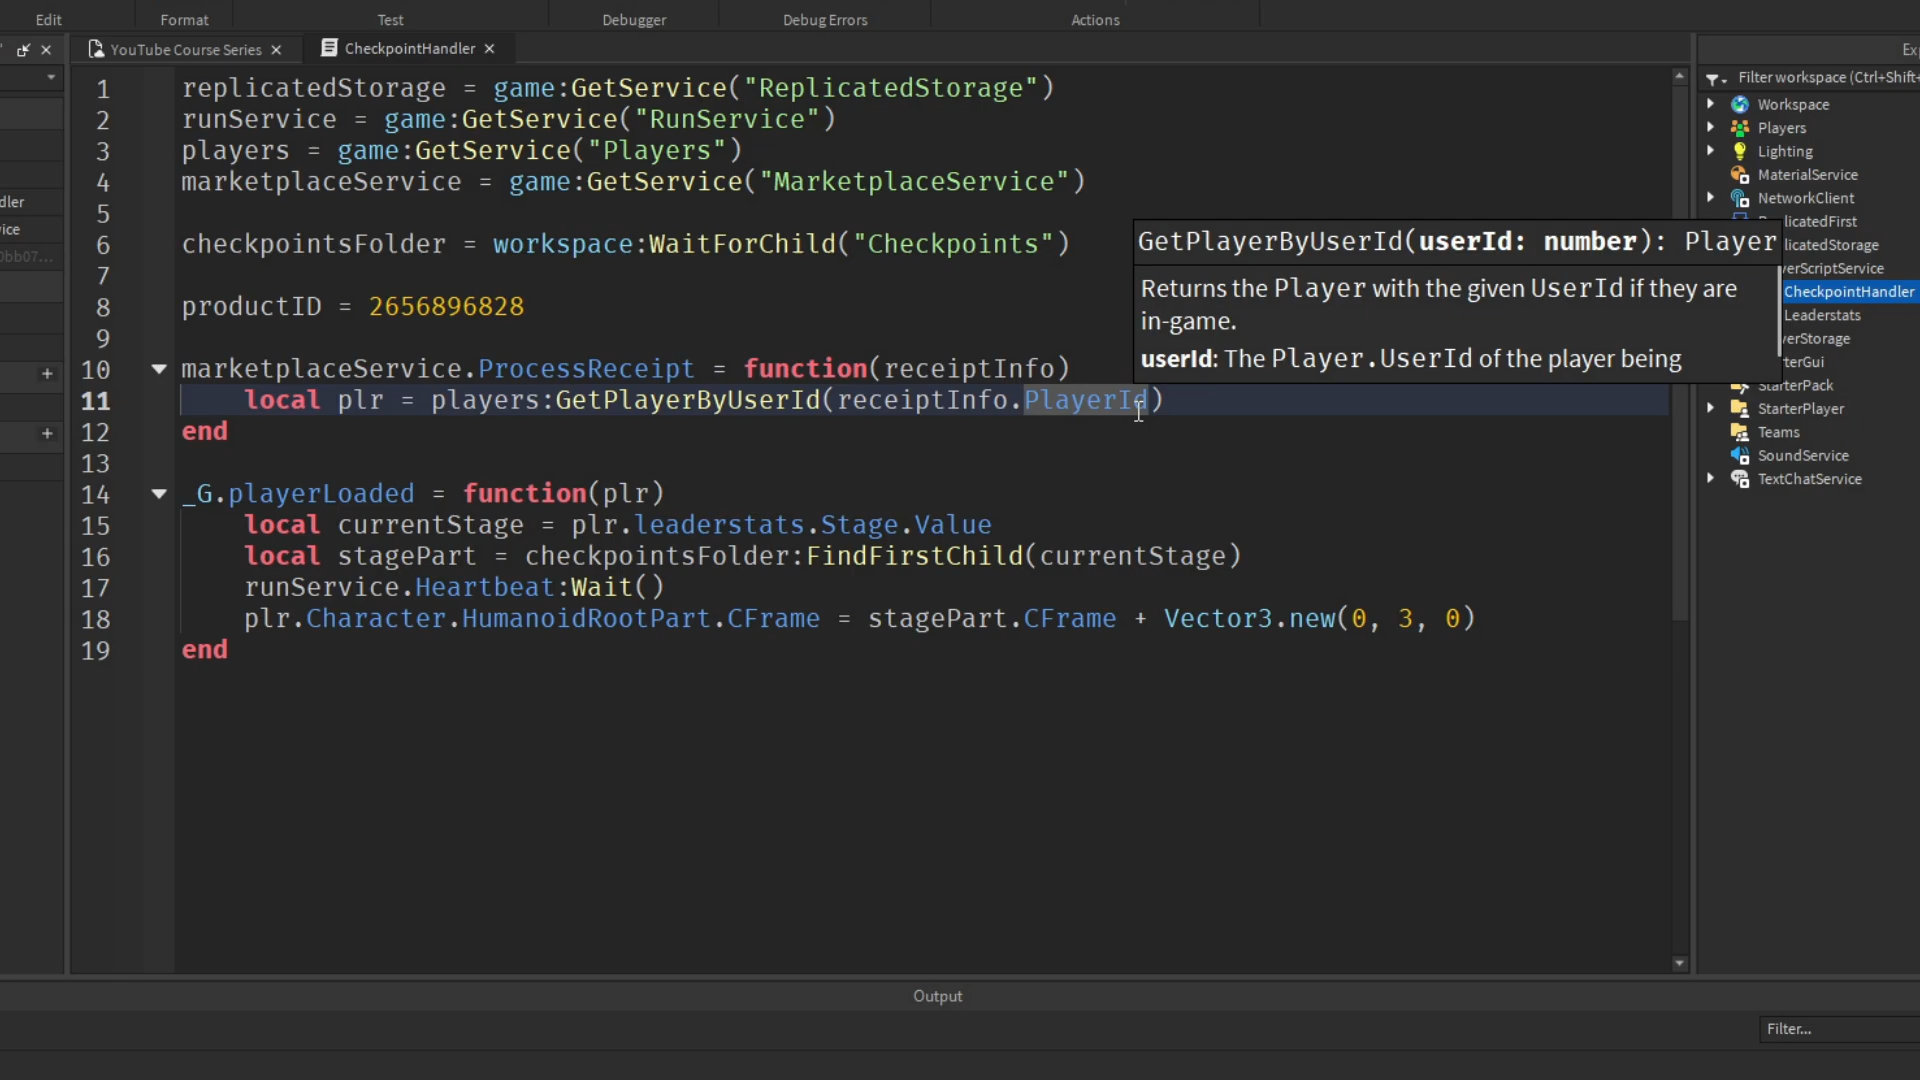 Edit
Format
Test
Debugger
Debug Errors
Actions
YouTube Course Series
CheckpointHandler
Filter workspace (Ctrl+Shift+
1 replicatedStorage = game:GetService("ReplicatedStorage")
2 runService = game:GetService("RunService")
3 players = game:GetService("Players")
4 marketplaceService = game:GetService("MarketplaceService")
5
6 checkpointsFolder = workspace:WaitForChild("Checkpoints")
7
8 productID = 2656896828
9
10 marketplaceService.ProcessReceipt = function(receiptInfo)
11 local plr = players:GetPlayerByUserId(receiptInfo.PlayerId)
12 end
13
14 _G.playerLoaded = function(plr)
15 local currentStage = plr.leaderstats.Stage.Value
16 local stagePart = checkpointsFolder:FindFirstChild(currentStage)
17 runService.Heartbeat:Wait()
18 plr.Character.HumanoidRootPart.CFrame = stagePart.CFrame + Vector3.new(0, 3, 0)
19 end
GetPlayerByUserId(userId: number): Player
Returns the Player with the given UserId if they are
in-game.
userId: The Player.UserId of the player being
dler
ice
0bb07...
Ex
Workspace
Players
Lighting
MaterialService
NetworkClient
licatedFirst
licatedStorage
erScriptService
CheckpointHandler
Leaderstats
erStorage
terGui
StarterPack
StarterPlayer
Teams
SoundService
TextChatService
Output
Filter...